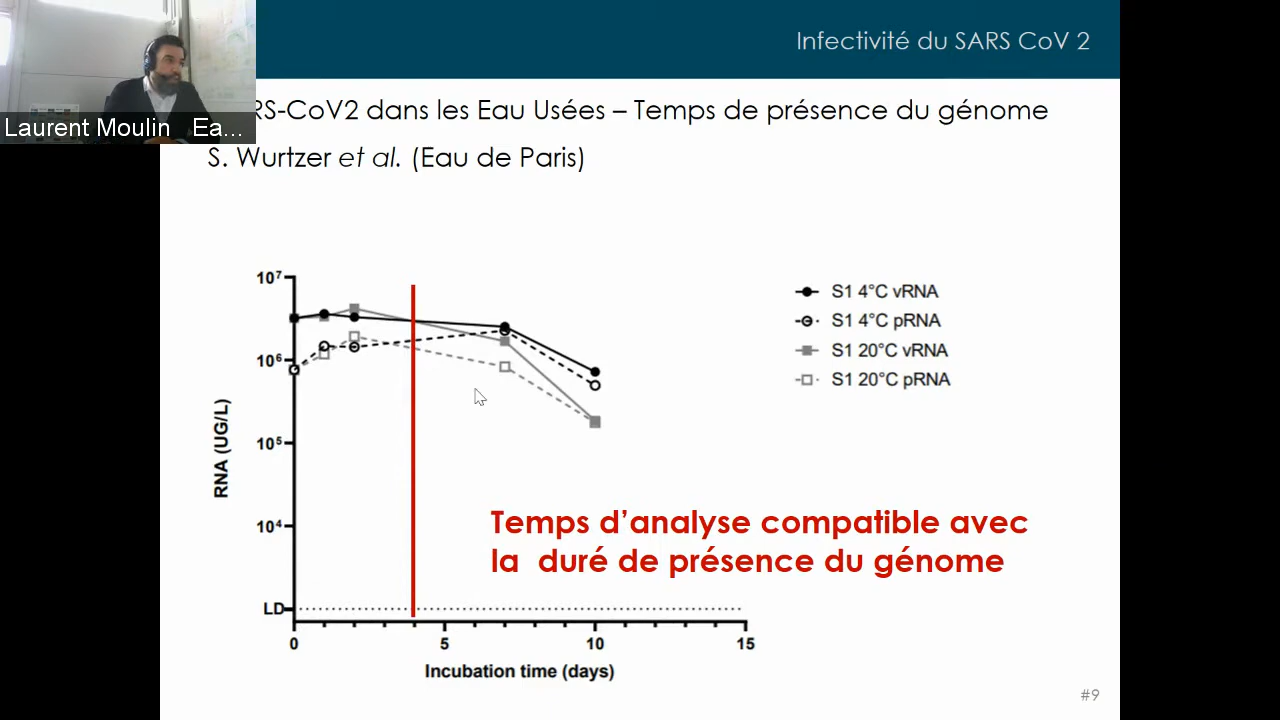 Infectivité du SARS CoV 2
RS-CoV2 dans les Eau Usées – Temps de présence du génome
Laurent Moulin Ea...
S. Wurtzer et al. (Eau de Paris)
10⁷
10⁶
10⁵
10⁴
LD
RNA (UG/L)
0 5 10 15
Incubation time (days)
S1 4°C vRNA
S1 4°C pRNA
S1 20°C vRNA
S1 20°C pRNA
Temps d’analyse compatible avec
la duré de présence du génome
#9